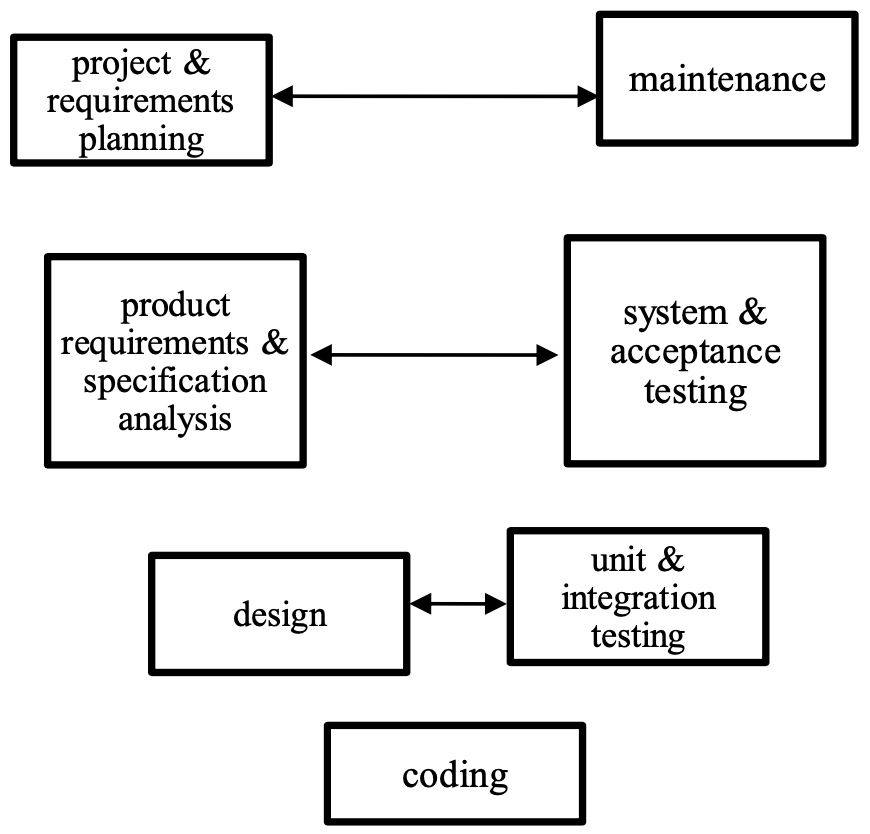 project &
requirements
planning
maintenance
product
requirements &
specification
analysis
system &
acceptance
testing
design
unit &
integration
testing
coding